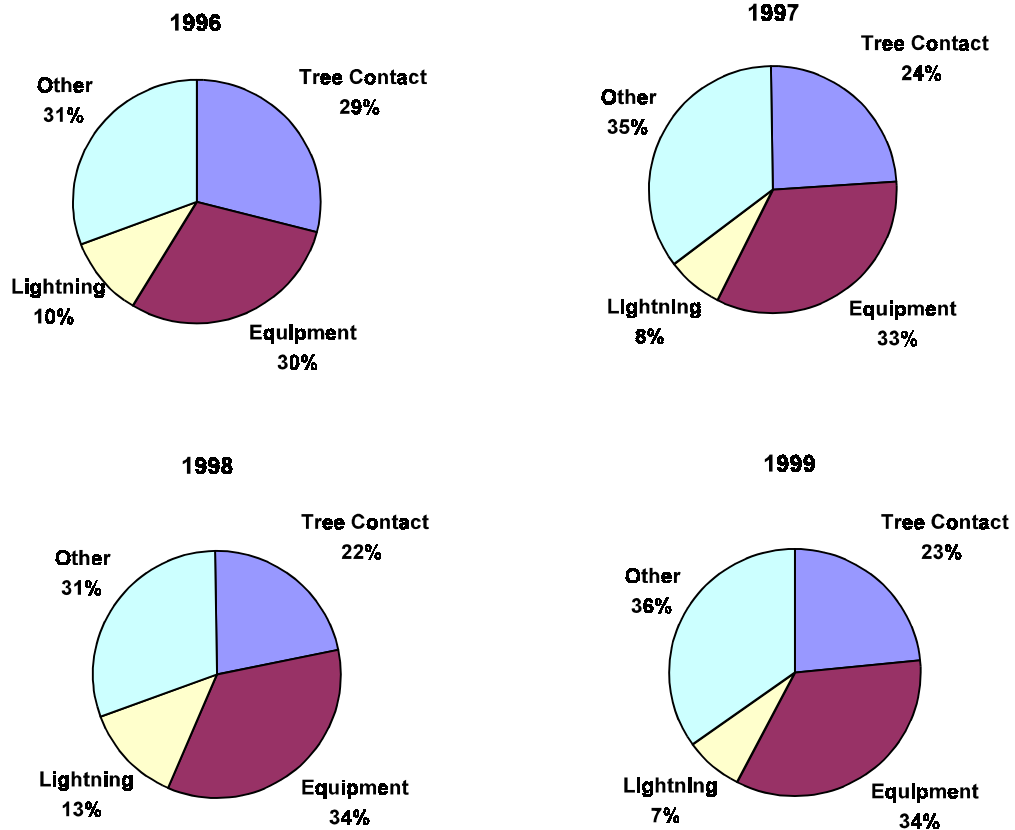 1996
Tree Contact
29%
Other
31%
Lightning
10%
Equipment
30%
1997
Tree Contact
24%
Other
35%
Lightning
8%
Equipment
33%
1998
Tree Contact
22%
Other
31%
Lightning
13%
Equipment
34%
1999
Tree Contact
23%
Other
36%
Lightning
7%
Equipment
34%